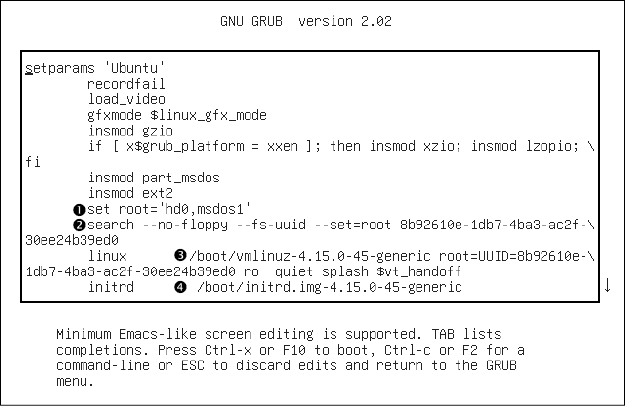 GNU GRUB  version 2.02
setparams 'Ubuntu'
recordfail
load_video
gfxmode $linux_gfx_mode
insmod gzio
if [ x$grub_platform = xxen ]; then insmod xzio; insmod lzopio; \
fi
insmod part_msdos
insmod ext2
❶set root='hd0,msdos1'
❷search --no-floppy --fs-uuid --set=root 8b92610e-1db7-4ba3-ac2f-\
30ee24b39ed0
linux ❸/boot/vmlinuz-4.15.0-45-generic root=UUID=8b92610e-\
1db7-4ba3-ac2f-30ee24b39ed0 ro  quiet splash $vt_handoff
initrd ❹ /boot/initrd.img-4.15.0-45-generic
↓
Minimum Emacs-like screen editing is supported. TAB lists
completions. Press Ctrl-x or F10 to boot, Ctrl-c or F2 for a
command-line or ESC to discard edits and return to the GRUB
menu.